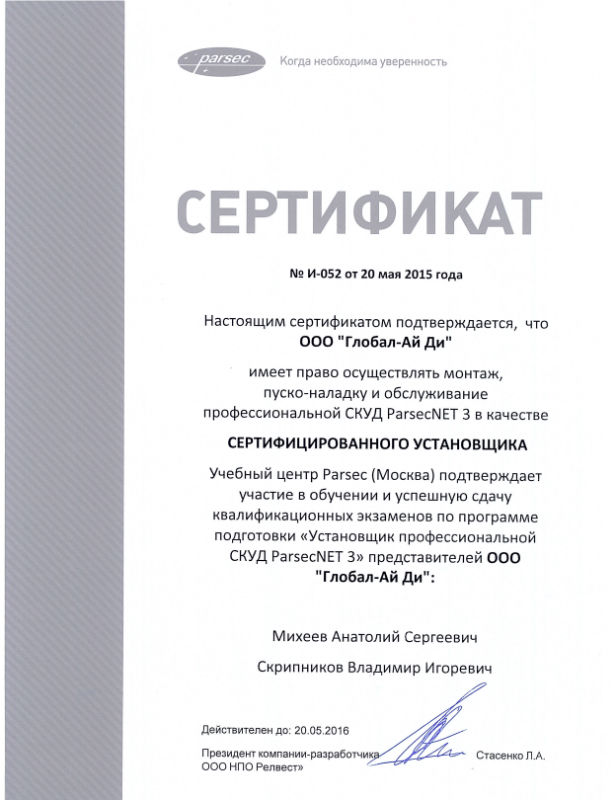 parsec
Когда необходима уверенность
СЕРТИФИКАТ
№ И-052 от 20 мая 2015 года
Настоящим сертификатом подтверждается, что
ООО "Глобал-Ай Ди"
имеет право осуществлять монтаж,
пуско-наладку и обслуживание
профессиональной СКУД ParsecNET 3 в качестве
СЕРТИФИЦИРОВАННОГО УСТАНОВЩИКА
Учебный центр Parsec (Москва) подтверждает
участие в обучении и успешную сдачу
квалификационных экзаменов по программе
подготовки «Установщик профессиональной
СКУД ParsecNET 3» представителей ООО
"Глобал-Ай Ди":
Михеев Анатолий Сергеевич
Скрипников Владимир Игоревич
Действителен до: 20.05.2016
Президент компании-разработчика
ООО НПО Релвест»
Стасенко Л.А.